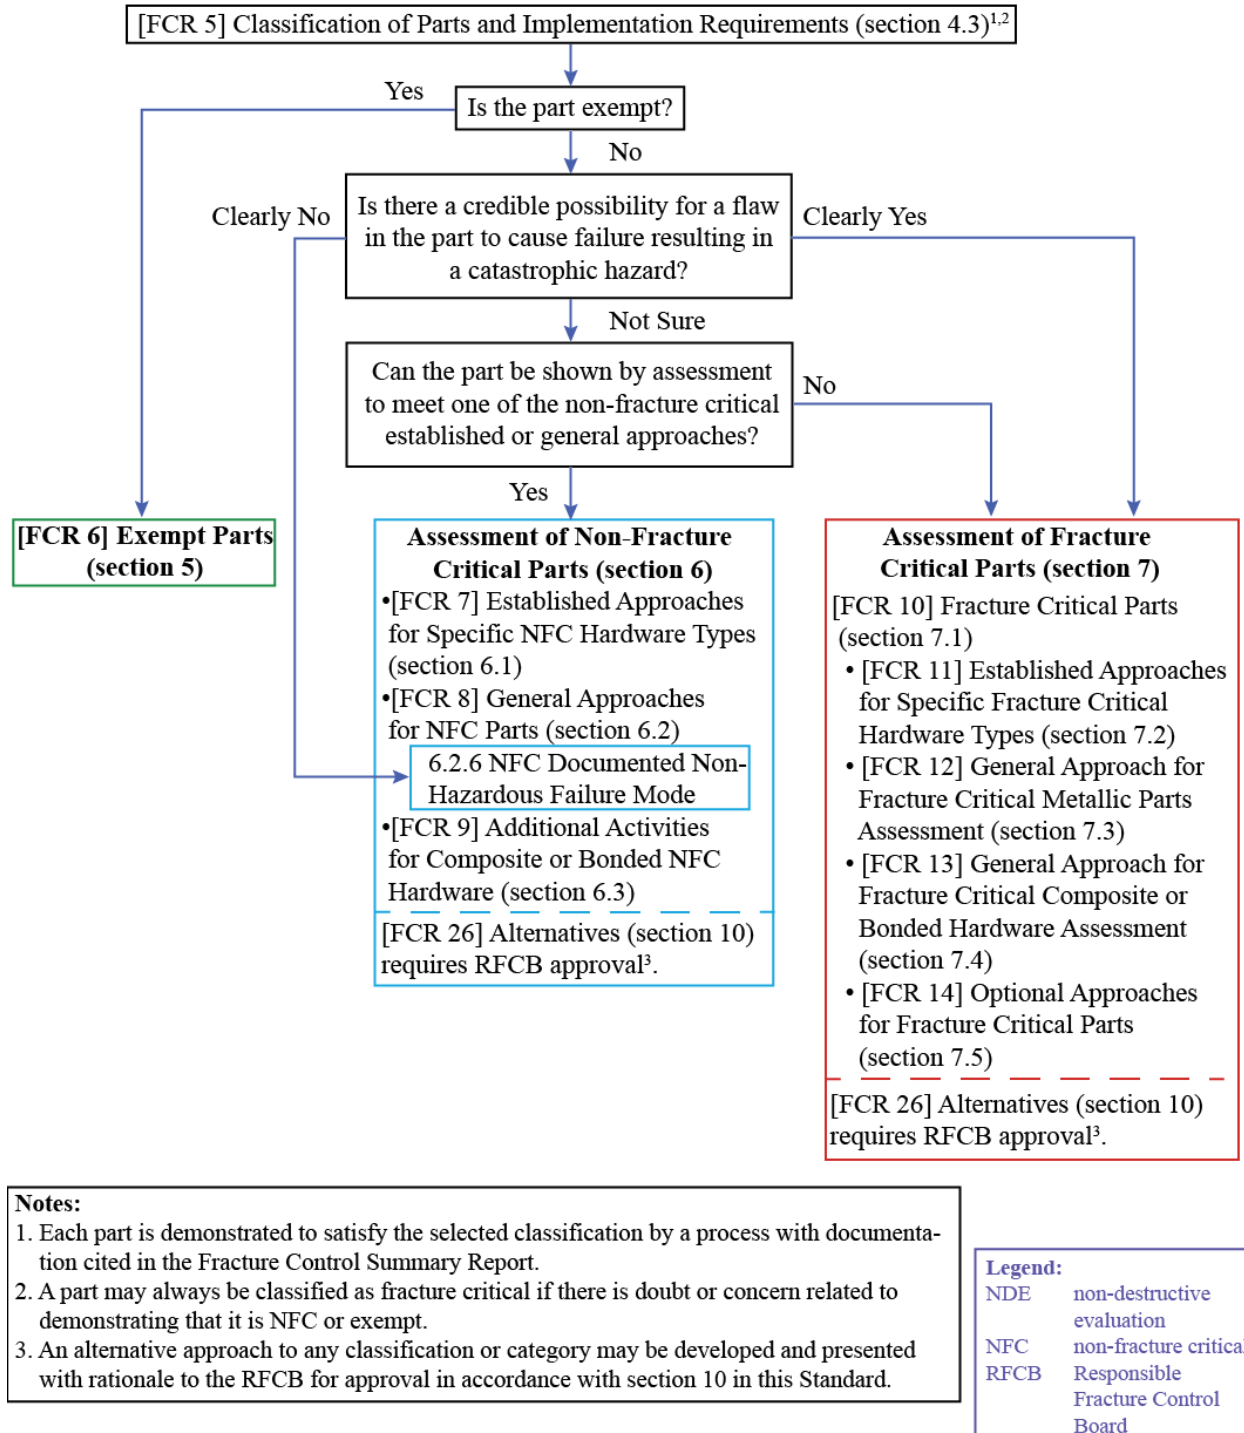 [FCR 5] Classification of Parts and Implementation Requirements (section 4.3)1,2
Yes
Is the part exempt?
No
Clearly No
Is there a credible possibility for a flaw
in the part to cause failure resulting in
a catastrophic hazard?
Clearly Yes
Not Sure
Can the part be shown by assessment
to meet one of the non-fracture critical
established or general approaches?
No
Yes
[FCR 6] Exempt Parts
(section 5)
Assessment of Non-Fracture
Critical Parts (section 6)
•[FCR 7] Established Approaches
for Specific NFC Hardware Types
(section 6.1)
•[FCR 8] General Approaches
for NFC Parts (section 6.2)
6.2.6 NFC Documented Non-
Hazardous Failure Mode
•[FCR 9] Additional Activities
for Composite or Bonded NFC
Hardware (section 6.3)
[FCR 26] Alternatives (section 10)
requires RFCB approval³.
Assessment of Fracture
Critical Parts (section 7)
[FCR 10] Fracture Critical Parts
(section 7.1)
• [FCR 11] Established Approaches
for Specific Fracture Critical
Hardware Types (section 7.2)
• [FCR 12] General Approach for
Fracture Critical Metallic Parts
Assessment (section 7.3)
• [FCR 13] General Approach for
Fracture Critical Composite or
Bonded Hardware Assessment
(section 7.4)
• [FCR 14] Optional Approaches
for Fracture Critical Parts
(section 7.5)
[FCR 26] Alternatives (section 10)
requires RFCB approval³.
Notes:
1. Each part is demonstrated to satisfy the selected classification by a process with documenta-
tion cited in the Fracture Control Summary Report.
2. A part may always be classified as fracture critical if there is doubt or concern related to
demonstrating that it is NFC or exempt.
3. An alternative approach to any classification or category may be developed and presented
with rationale to the RFCB for approval in accordance with section 10 in this Standard.
Legend:
NDE non-destructive
evaluation
NFC non-fracture critical
RFCB Responsible
Fracture Control
Board